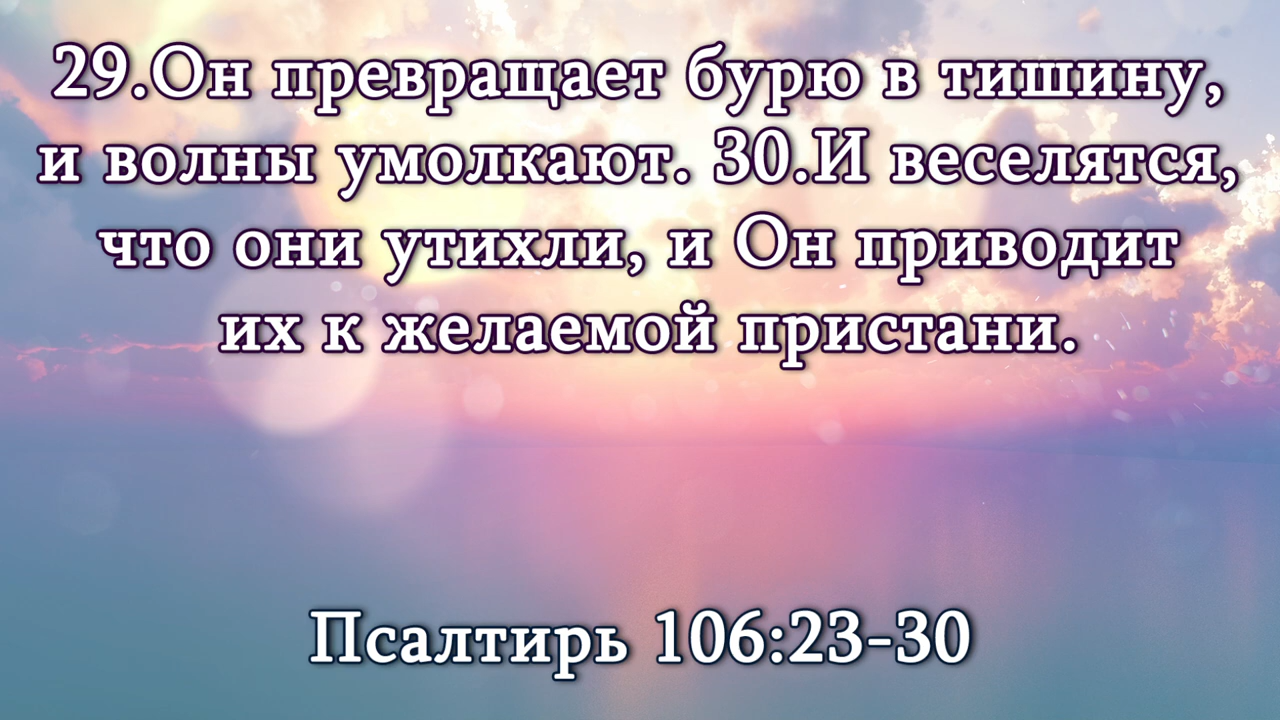 29.Он превращает бурю в тишину,
и волны умолкают. 30.И веселятся,
что они утихли, и Он приводит
их к желаемой пристани.
Псалтирь 106:23-30